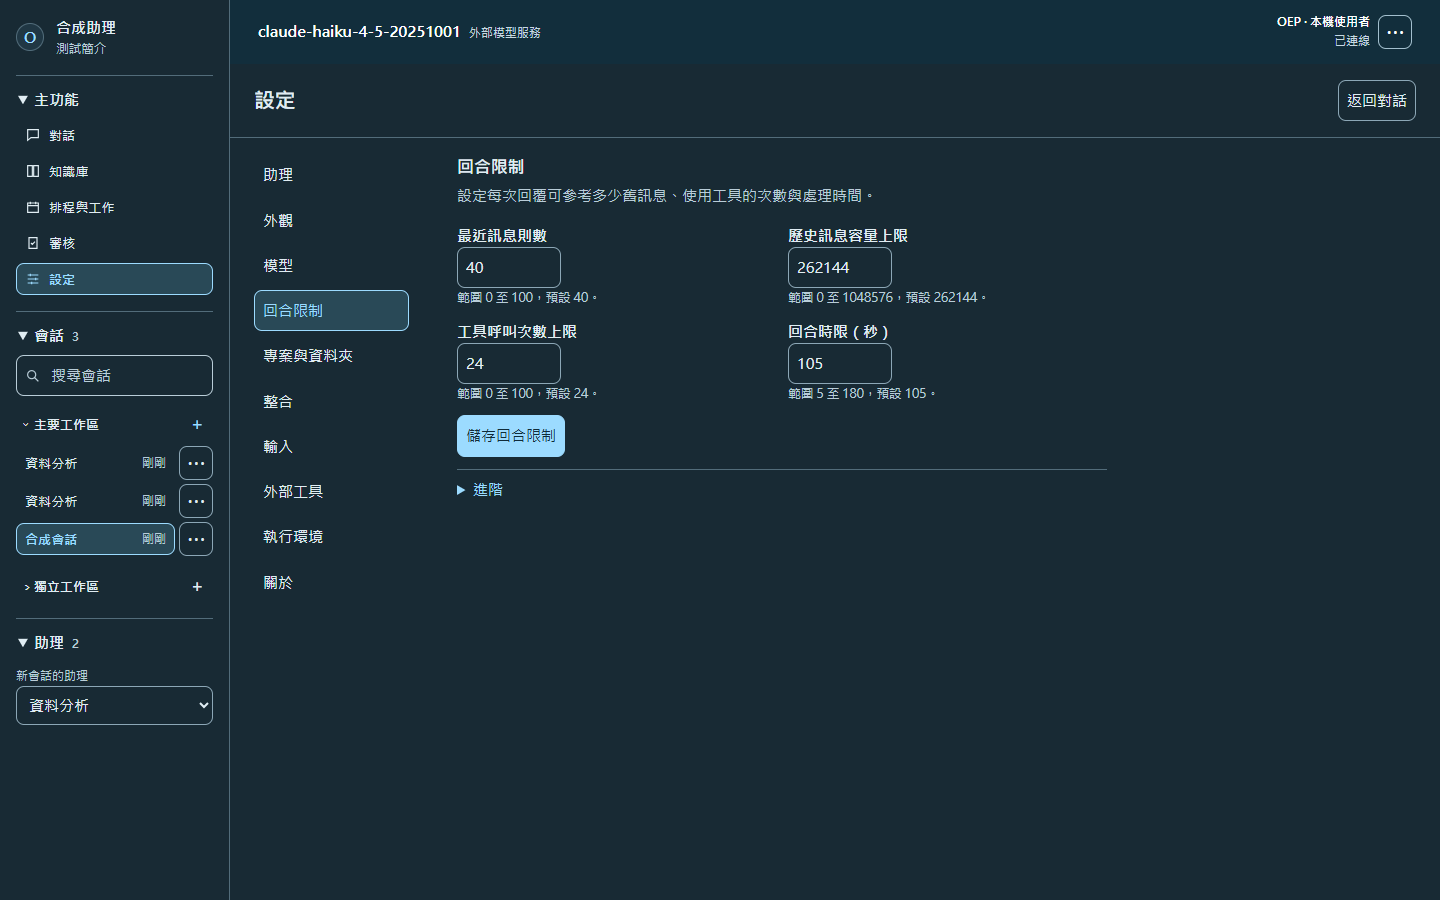 O
合成助理
測試簡介
▼ 主功能
對話
知識庫
排程與工作
審核
設定
▼ 會話 3
搜尋會話
主要工作區 +
資料分析 剛剛 ···
資料分析 剛剛 ···
合成會話 剛剛 ···
獨立工作區 +
▼ 助理 2
新會話的助理
資料分析
claude-haiku-4-5-20251001 外部模型服務
OEP · 本機使用者
已連線
···
設定
返回對話
助理
外觀
模型
回合限制
專案與資料夾
整合
輸入
外部工具
執行環境
關於
回合限制
設定每次回覆可參考多少舊訊息、使用工具的次數與處理時間。
最近訊息則數
40
範圍 0 至 100，預設 40。
歷史訊息容量上限
262144
範圍 0 至 1048576，預設 262144。
工具呼叫次數上限
24
範圍 0 至 100，預設 24。
回合時限（秒）
105
範圍 5 至 180，預設 105。
儲存回合限制
▶ 進階